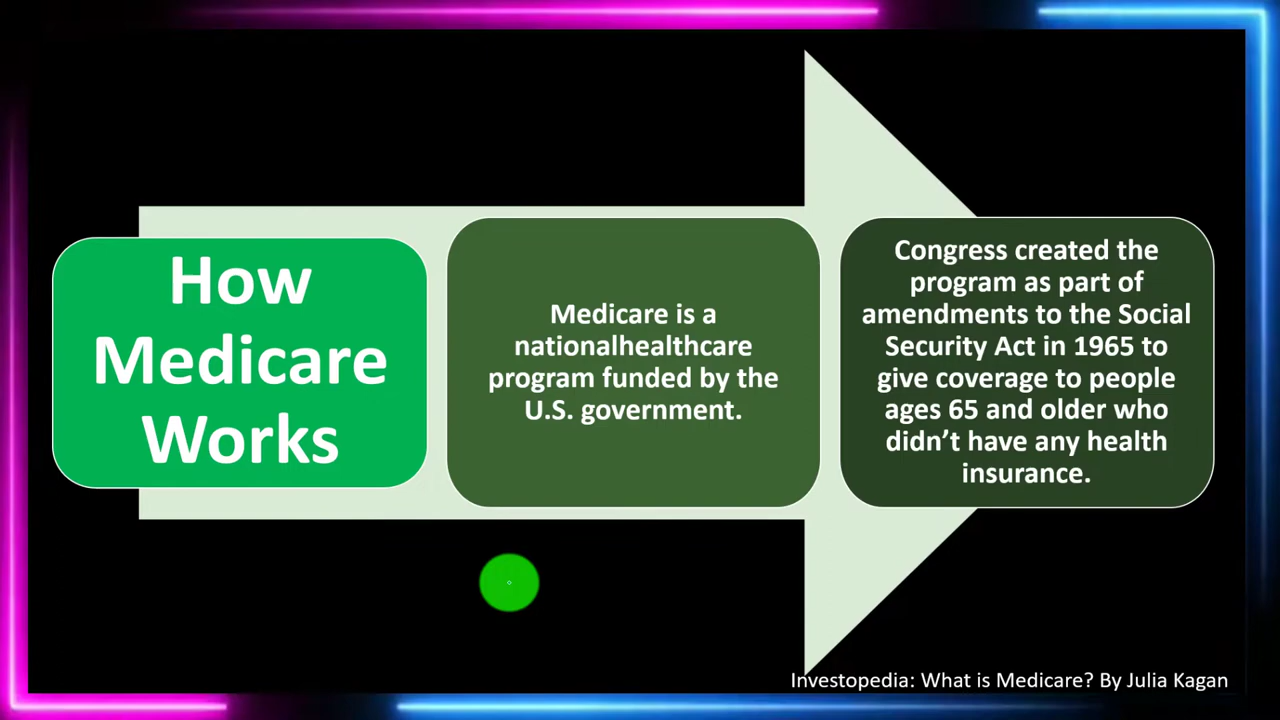 How
Medicare
Works
Medicare is a
nationalhealthcare
program funded by the
U.S. government.
Congress created the
program as part of
amendments to the Social
Security Act in 1965 to
give coverage to people
ages 65 and older who
didn’t have any health
insurance.
Investopedia: What is Medicare? By Julia Kagan